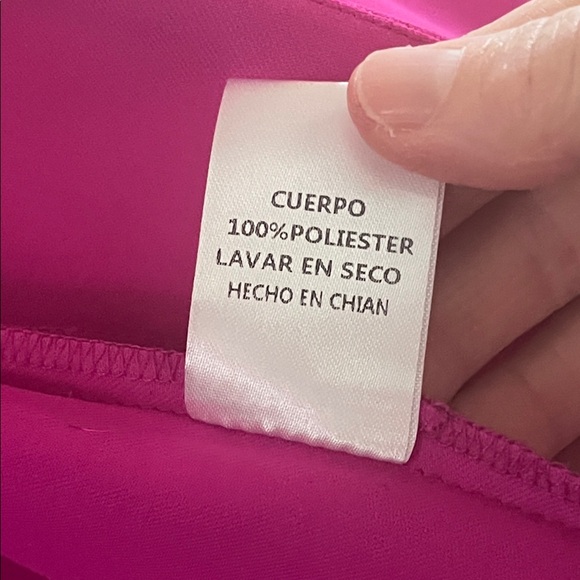 CUERPO
100%POLIESTER
LAVAR EN SECO
HECHO EN CHIAN